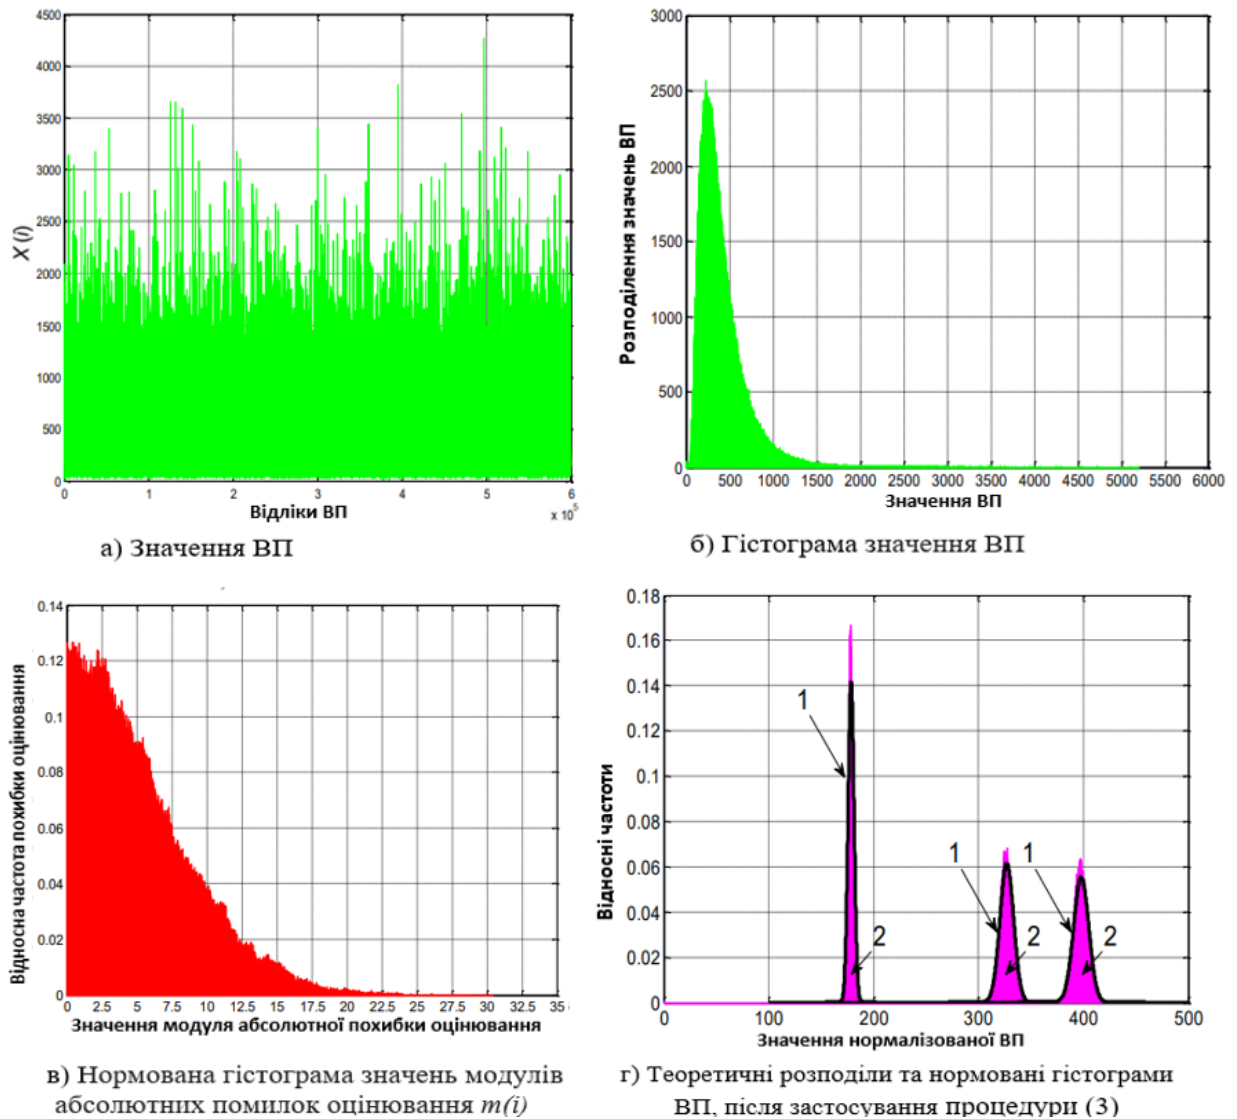 4500
4000
3500
3000
2500
2000
1500
1000
500
0
X (i)
0 1 2 3 4 5 6
x 10⁵
Відліки ВП
а) Значення ВП
3000
2500
2000
1500
1000
500
0
Розподілення значень ВП
0 500 1000 1500 2000 2500 3000 3500 4000 4500 5000 5500 6000
Значення ВП
б) Гістограма значення ВП
0.14
0.12
0.1
0.08
0.06
0.04
0.02
0
Відносна частота похибки оцінювання
0 2.5 5 7.5 10 12.5 15 17.5 20 22.5 25 27.5 30 32.5 35
Значення модуля абсолютної похибки оцінювання
в) Нормована гістограма значень модулів
абсолютних помилок оцінювання m(i)
0.18
0.16
0.14
0.12
0.1
0.08
0.06
0.04
0.02
0
Відносні частоти
1
2
1
2
1
2
0 100 200 300 400 500
Значення нормалізованої ВП
г) Теоретичні розподіли та нормовані гістограми
ВП, після застосування процедури (3)